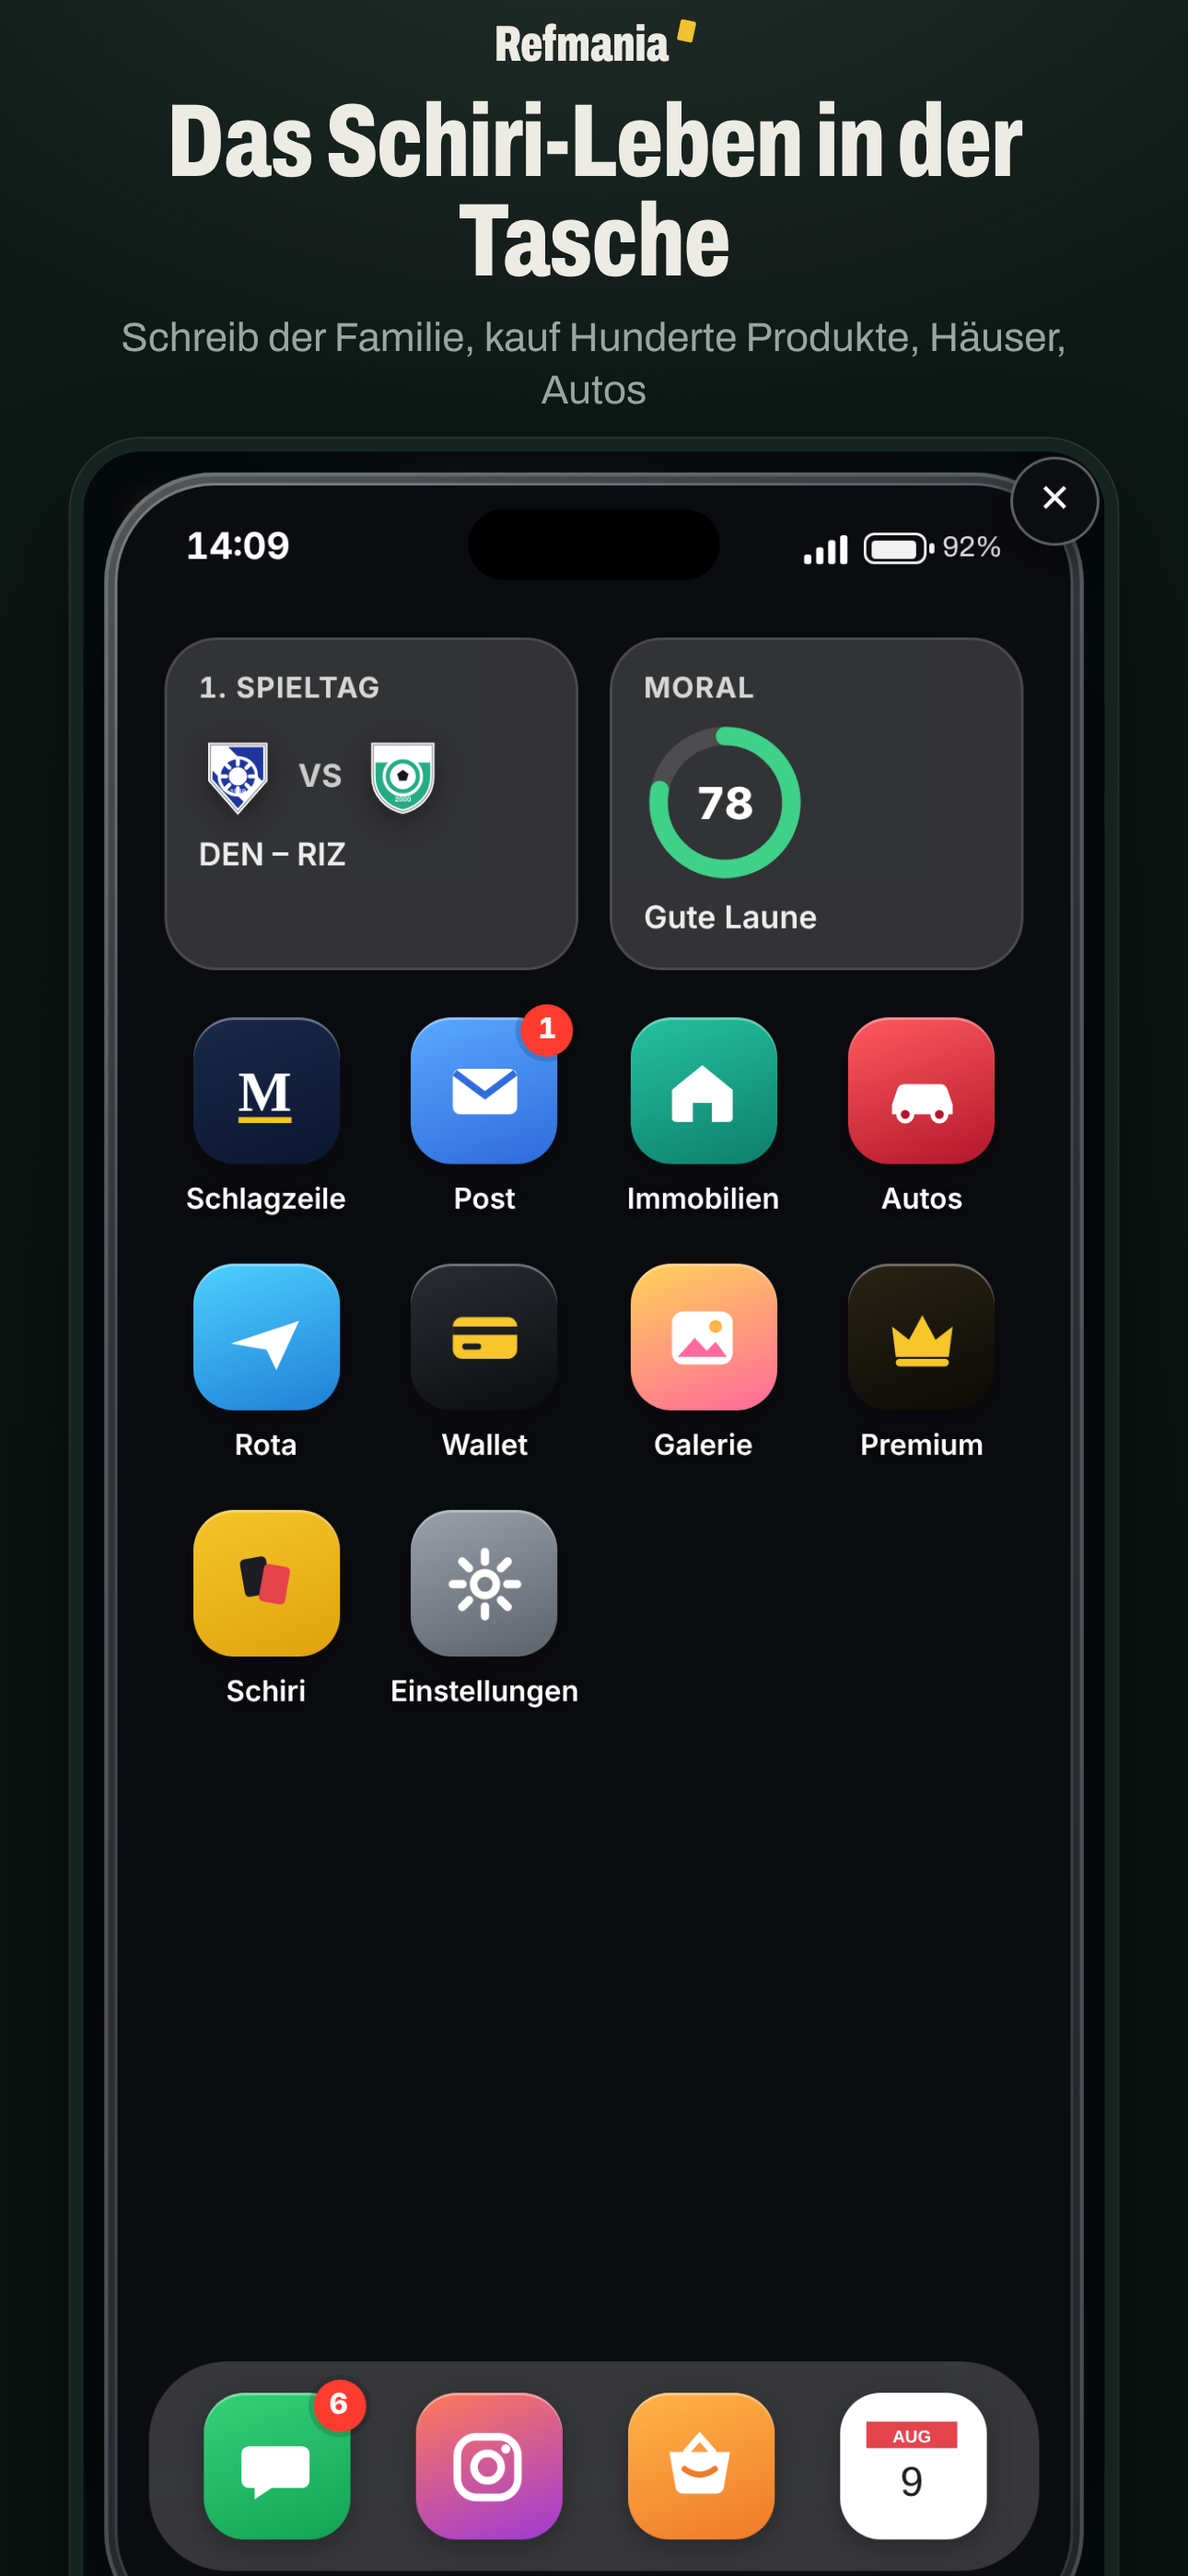 Refmania
Das Schiri-Leben in der
Tasche
Schreib der Familie, kauf Hunderte Produkte, Häuser,
Autos
14:09
92%
1. SPIELTAG
VS
2000
DEN – RIZ
MORAL
78
Gute Laune
M
Schlagzeile
1
Post
Immobilien
Autos
Rota
Wallet
Galerie
Premium
Schiri
Einstellungen
6
AUG
9